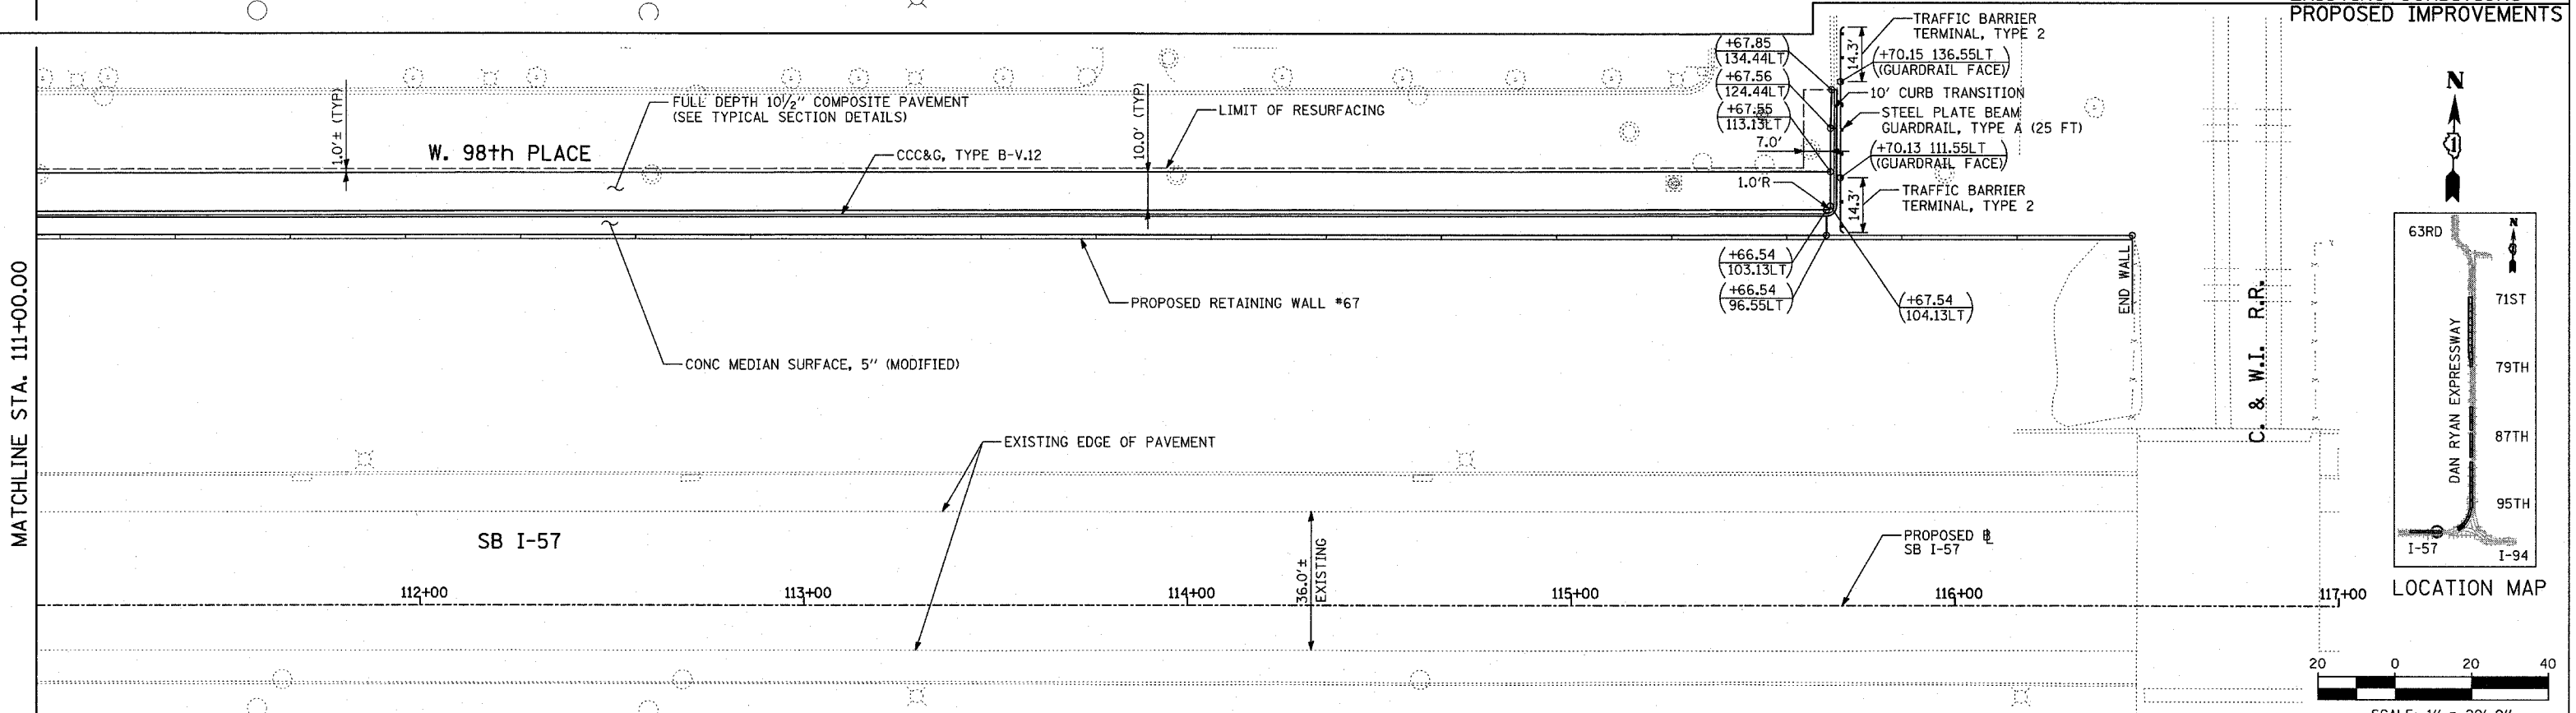 PROPOSED IMPROVEMENTS
TRAFFIC BARRIER
TERMINAL, TYPE 2
14.3'
+70.15 136.55LT
(GUARDRAIL FACE)
10' CURB TRANSITION
STEEL PLATE BEAM
GUARDRAIL, TYPE A (25 FT)
+70.13 111.55LT
(GUARDRAIL FACE)
TRAFFIC BARRIER
TERMINAL, TYPE 2
14.3'
+67.85
134.44LT
+67.56
124.44LT
+67.55
113.13LT
7.0'
1.0'R
+66.54
103.13LT
+66.54
96.55LT
+67.54
104.13LT
1.0'± (TYP)
FULL DEPTH 10 1/2" COMPOSITE PAVEMENT
(SEE TYPICAL SECTION DETAILS)
W. 98th PLACE
CCC&G, TYPE B-V.12
10.0' (TYP)
LIMIT OF RESURFACING
PROPOSED RETAINING WALL #67
CONC MEDIAN SURFACE, 5" (MODIFIED)
END WALL
C. & W.I. R.R.
MATCHLINE STA. 111+00.00
EXISTING EDGE OF PAVEMENT
SB I-57
36.0'±
EXISTING
PROPOSED ℄
SB I-57
112+00
113+00
114+00
115+00
116+00
117+00
N
1
N
63RD
71ST
79TH
87TH
95TH
DAN RYAN EXPRESSWAY
I-57
I-94
LOCATION MAP
20
0
20
40